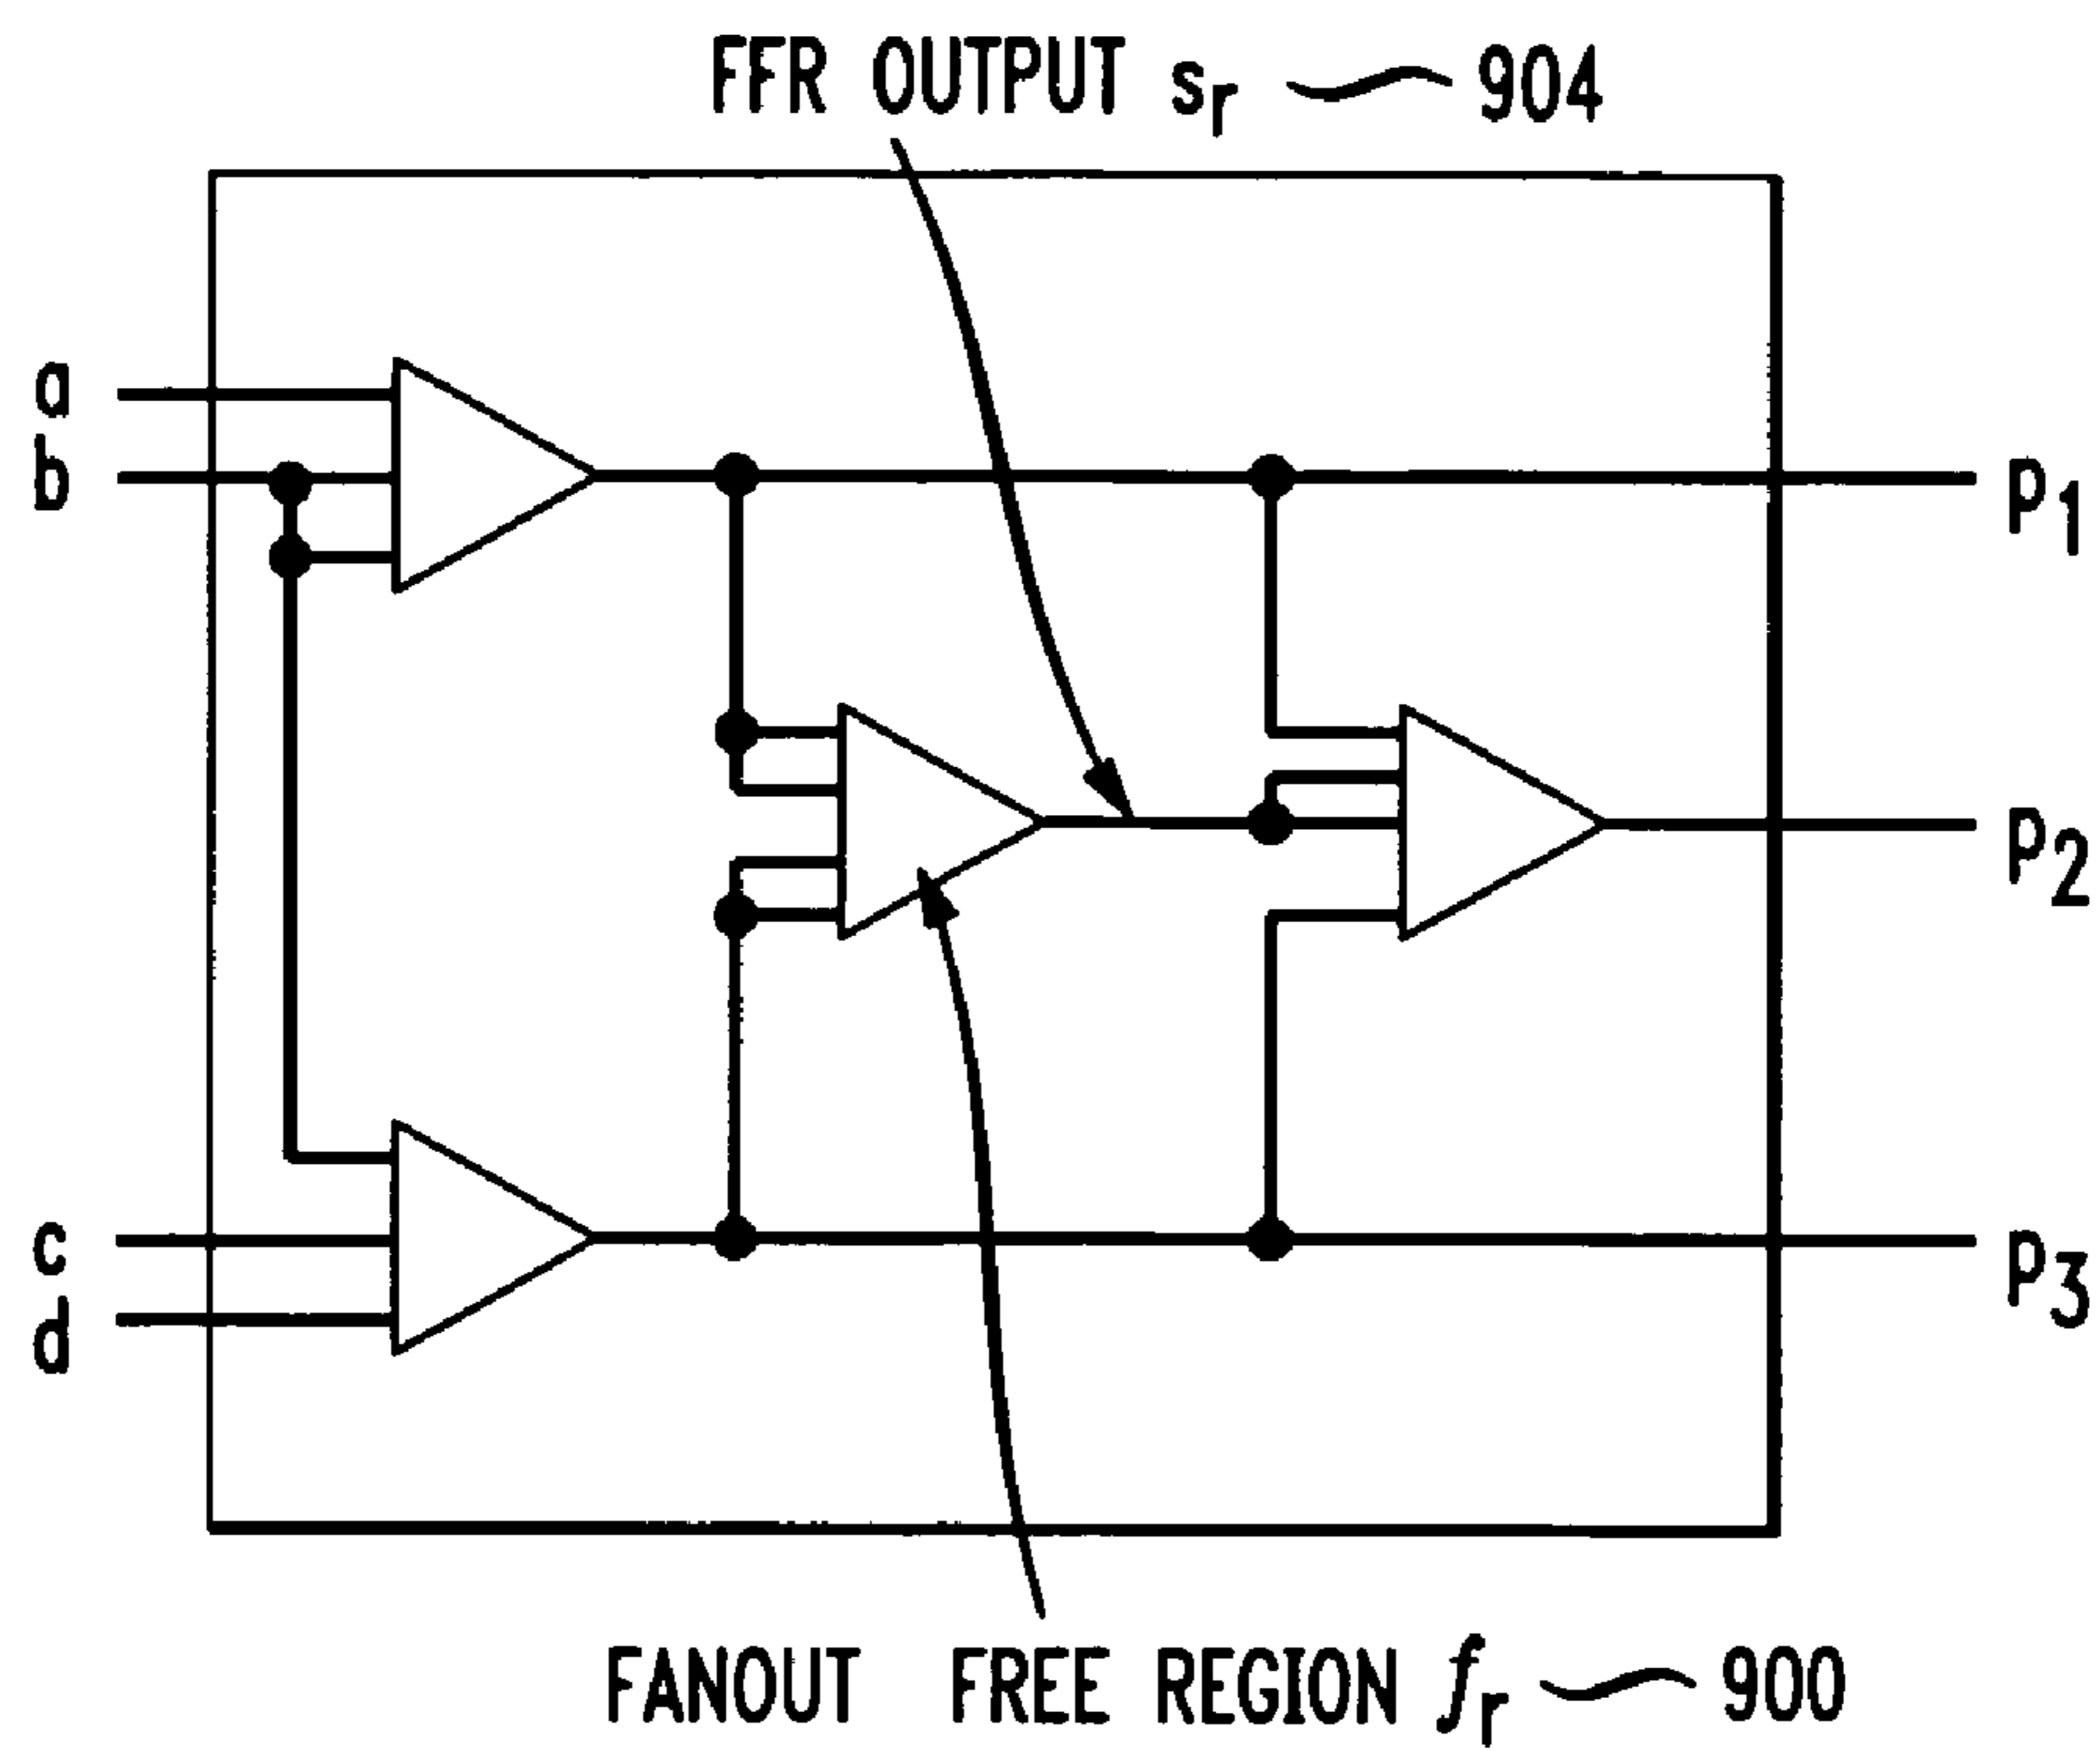 FFR OUTPUT sr 904
a
b
P1
P2
c
d
P3
FANOUT FREE REGION fr 900